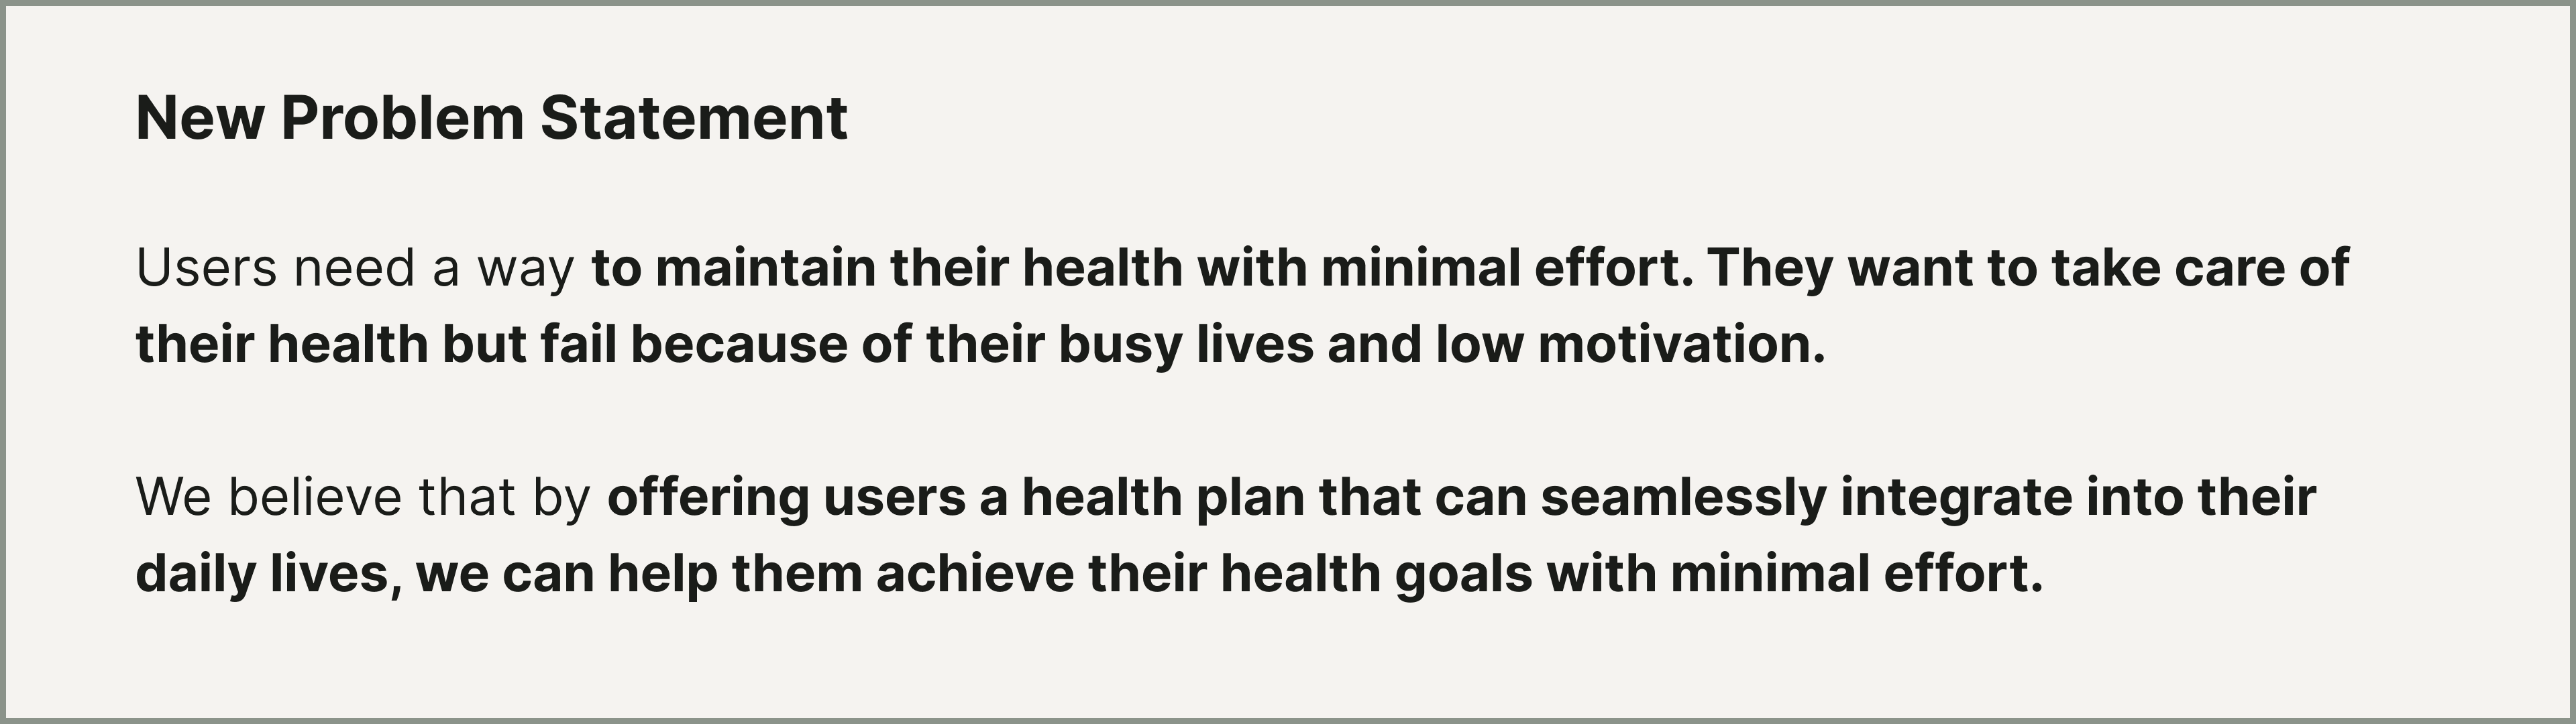 New Problem Statement
Users need a way to maintain their health with minimal effort. They want to take care of
their health but fail because of their busy lives and low motivation.
We believe that by offering users a health plan that can seamlessly integrate into their
daily lives, we can help them achieve their health goals with minimal effort.